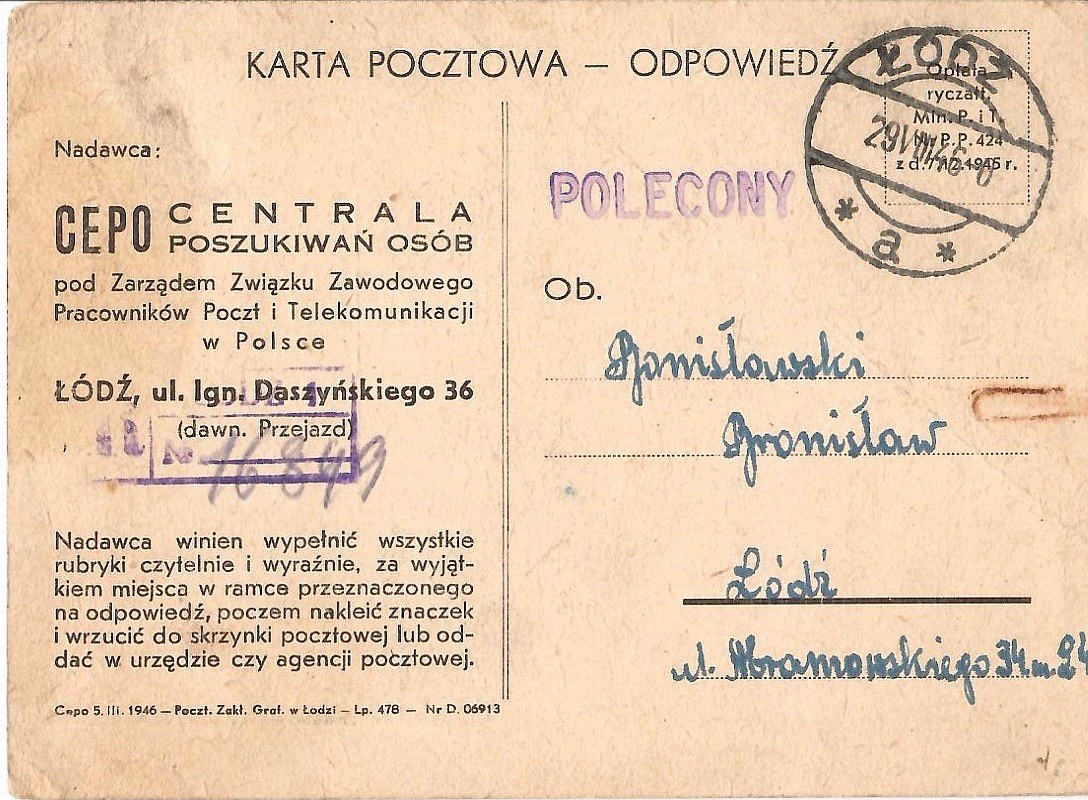 KARTA POCZTOWA – ODPOWIEDŹ
Opłata
ryczałt.
Min. P. i T.
Nr P. P. 424
z d. 7.12.1945 r.
ŁÓDŹ
* a *
POLECONY
Nadawca:
CEPO CENTRALA
POSZUKIWAŃ OSÓB
pod Zarządem Związku Zawodowego
Pracowników Poczt i Telekomunikacji
w Polsce
ŁÓDŹ, ul. Ign. Daszyńskiego 36
(dawn. Przejazd)
16849
Nadawca winien wypełnić wszystkie
rubryki czytelnie i wyraźnie, za wyjąt-
kiem miejsca w ramce przeznaczonego
na odpowiedź, poczem nakleić znaczek
i wrzucić do skrzynki pocztowej lub od-
dać w urzędzie czy agencji pocztowej.
Cepo 5. III. 1946 – Poczt. Zakł. Graf. w Łodzi – Lp. 478 – Nr D. 06913
Ob.
Bronisław
Łódź
ul. Abramowskiego 34 m. 24